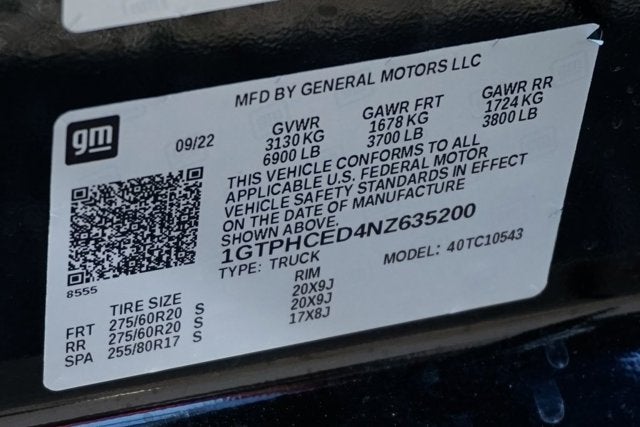 MFD BY GENERAL MOTORS LLC
gm
09/22
GVWR
3130 KG
6900 LB
GAWR FRT
1678 KG
3700 LB
GAWR RR
1724 KG
3800 LB
THIS VEHICLE CONFORMS TO ALL
APPLICABLE U.S. FEDERAL MOTOR
VEHICLE SAFETY STANDARDS IN EFFECT
ON THE DATE OF MANUFACTURE
SHOWN ABOVE.
1GTPHCED4NZ635200
TYPE: TRUCK
MODEL: 40TC10543
8555
TIRE SIZE
RIM
FRT 275/60R20 S 20X9J
RR 275/60R20 S 20X9J
SPA 255/80R17 S 17X8J